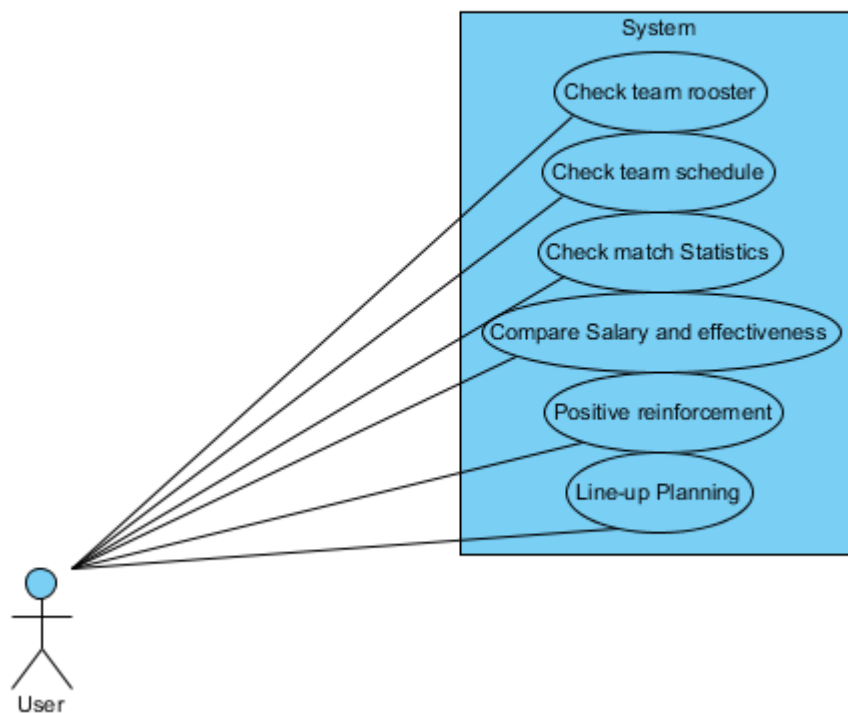 System
Check team rooster
Check team schedule
Check match Statistics
Compare Salary and effectiveness
Positive reinforcement
Line-up Planning
User